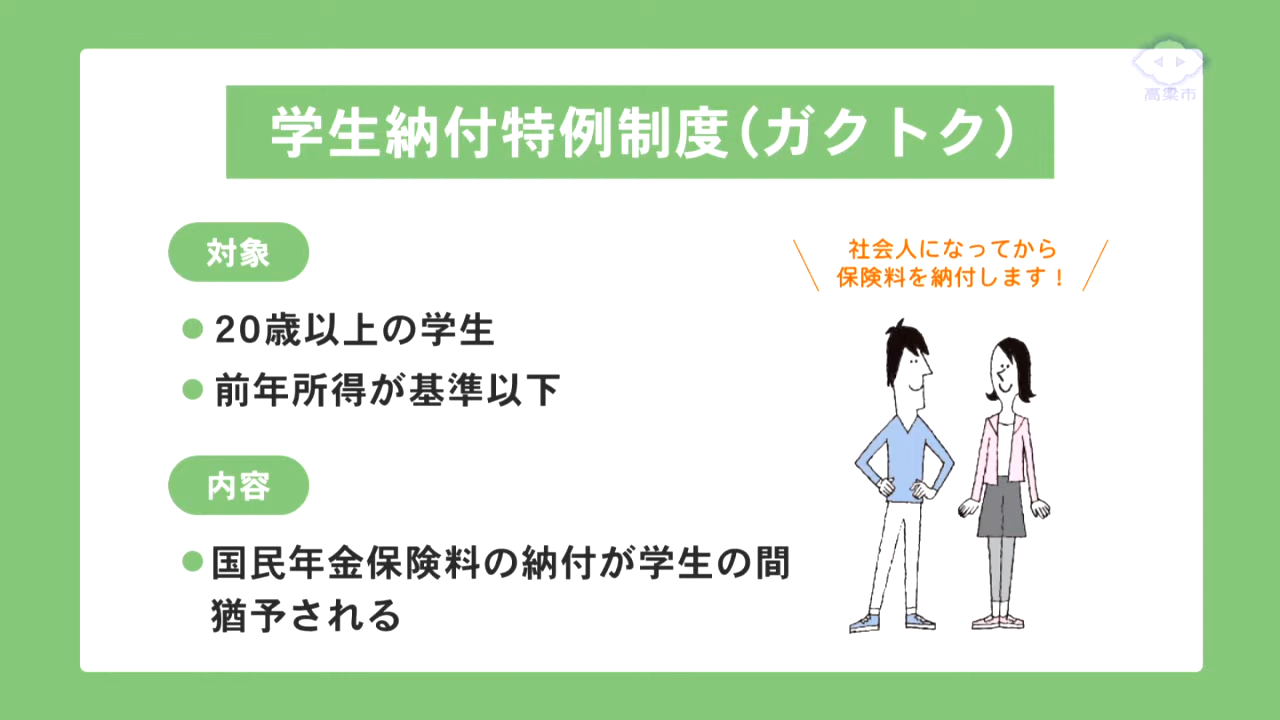 学生納付特例制度(ガクトク)
高梁市
対象
20歳以上の学生
前年所得が基準以下
社会人になってから
保険料を納付します!
内容
国民年金保険料の納付が学生の間
猶予される